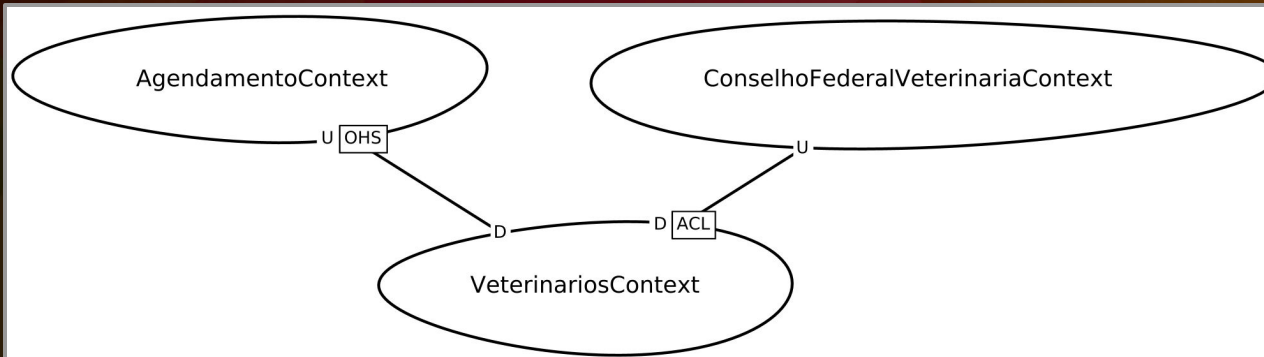 AgendamentoContext
ConselhoFederalVeterinariaContext
U OHS
U
D
D ACL
VeterinariosContext